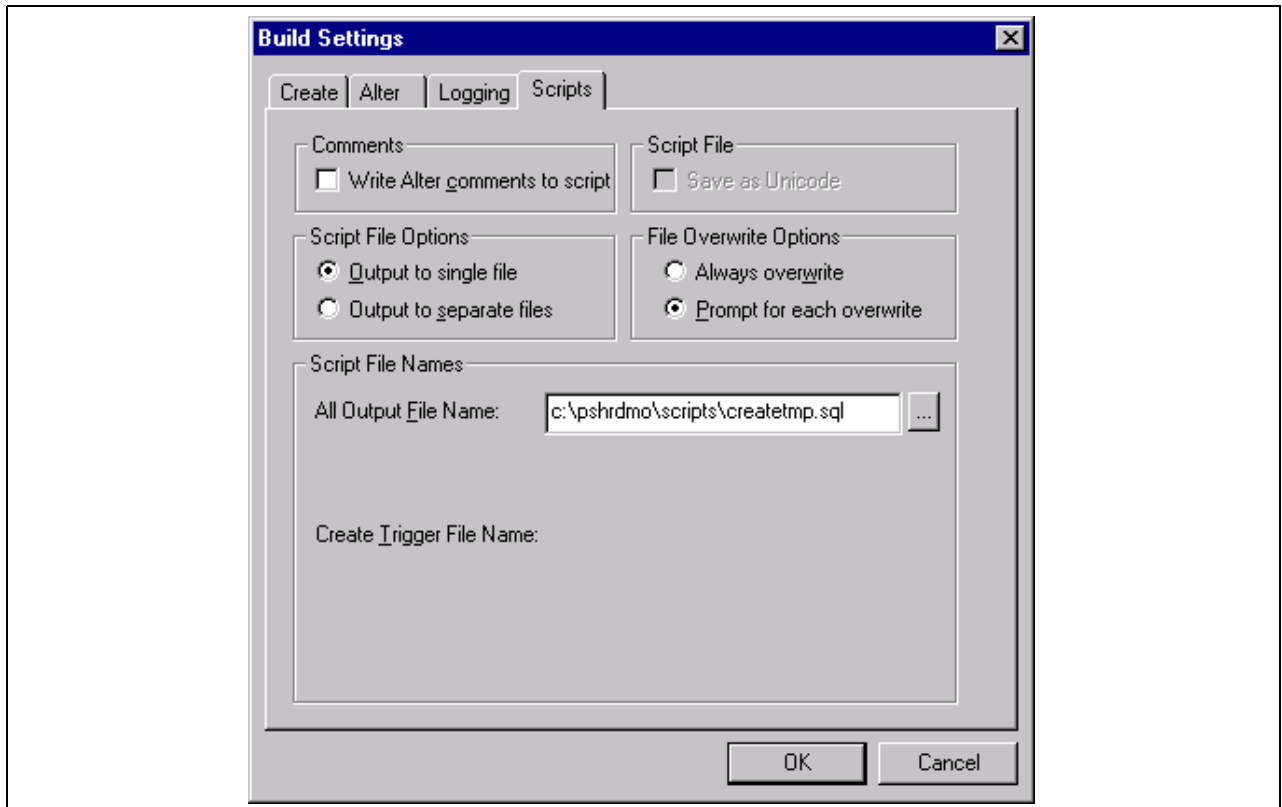 Build Settings
Create Alter Logging Scripts
Comments
Write Alter comments to script
Script File
Save as Unicode
Script File Options
Output to single file
Output to separate files
File Overwrite Options
Always overwrite
Prompt for each overwrite
Script File Names
All Output File Name: c:\pshrdmo\scripts\createtmp.sql ...
Create Trigger File Name:
OK Cancel